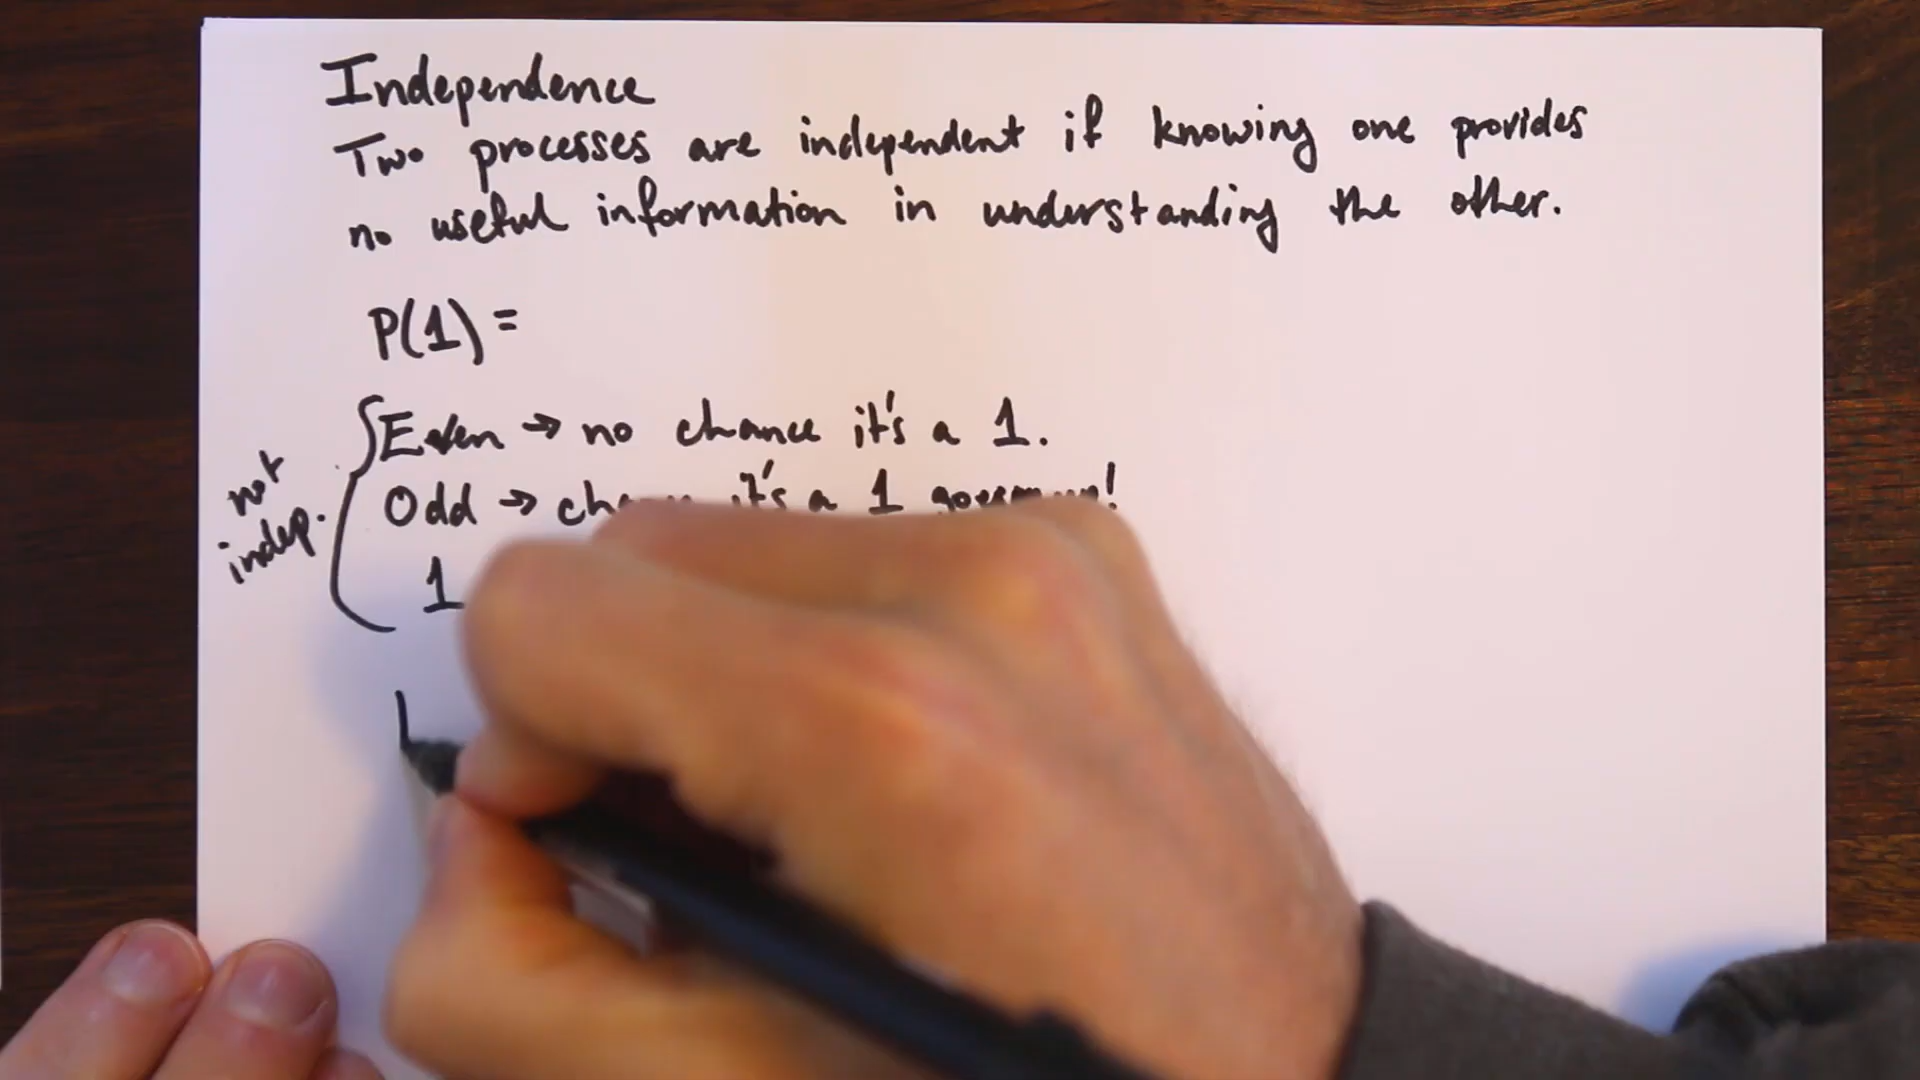 Independence
Two processes are independent if knowing one provides
no useful information in understanding the other.
P(1) =
Even → no chance it's a 1.
Odd → it's a 1 up!
1
not
indep.